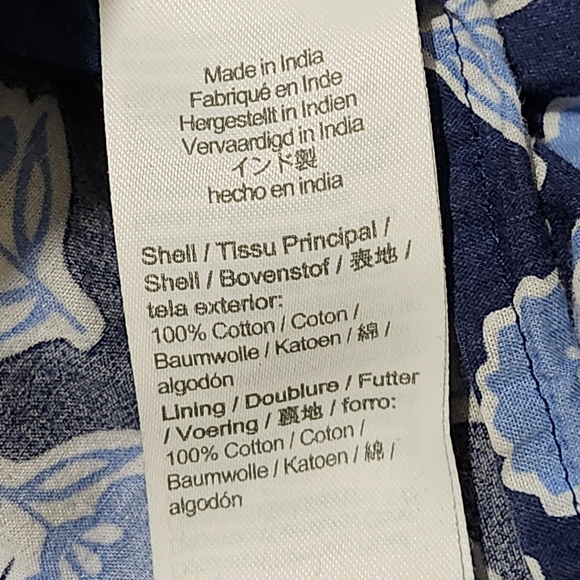 Made in India
Fabriqué en Inde
Hergestellt in Indien
Vervaardigd in India
インド製
hecho en india
Shell / Tissu Principal /
Shell / Bovenstof / 表地 /
tela exterior:
100% Cotton / Coton /
Baumwolle / Katoen / 綿 /
algodón
Lining / Doublure / Futter
/ Voering / 裏地 / forro:
100% Cotton / Coton /
Baumwolle / Katoen / 綿 /
algodón